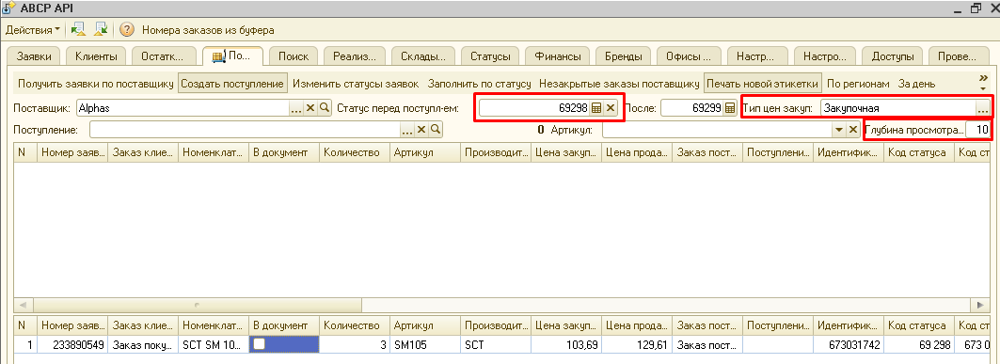 ABCP API
Действия Номера заказов из буфера
Заявки Клиенты Остатк... По... Поиск Реализ... Склады... Статусы Финансы Бренды Офисы ... Настр... Настро... Доступы Прове...
Получить заявки по поставщику Создать поступление Изменить статусы заявок Заполнить по статусу Незакрытые заказы поставщику Печать новой этикетки По регионам За день
Поставщик: Alphas Статус перед поступл-ем: 69298 После: 69299 Тип цен закуп: Закупочная
Поступление: 0 Артикул: Глубина просмотра... 10
N Номер заяв... Заказ клие... Номенклат... В документ Количество Артикул Производит... Цена закуп... Цена прода... Заказ пост... Поступлени... Идентифик... Код статуса Код ст
N Номер заяв... Заказ клие... Номенклат... В документ Количество Артикул Производит... Цена закуп... Цена прода... Заказ пост... Поступлени... Идентифик... Код статуса Код ст
1 233890549 Заказ поку... SCT SM 10... 3 SM105 SCT 103,69 129,61 Заказ пост... 673031742 69 298 673 0